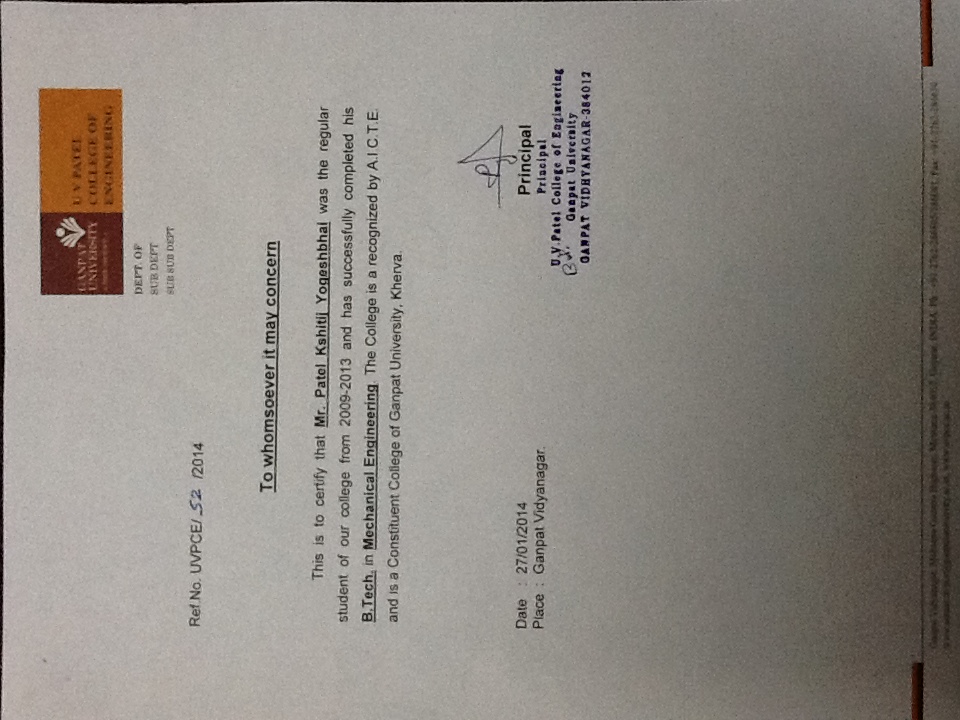 GANPAT
UNIVERSITY
U V PATEL
COLLEGE OF
ENGINEERING
DEPT. OF
SUB DEPT
SUB SUB DEPT
Ref.No. UVPCE/ 52 /2014
To whomsoever it may concern
This is to certify that Mr. Patel Kshitij Yogeshbhai was the regular
student of our college from 2009-2013 and has successfully completed his
B.Tech. in Mechanical Engineering. The College is a recognized by A.I.C.T.E.
and is a Constituent College of Ganpat University, Kherva.
Date : 27/01/2014
Place : Ganpat Vidyanagar.
Principal
Principal
U.V.Patel College of Engineering
Ganpat University
GANPAT VIDHYANAGAR-384012